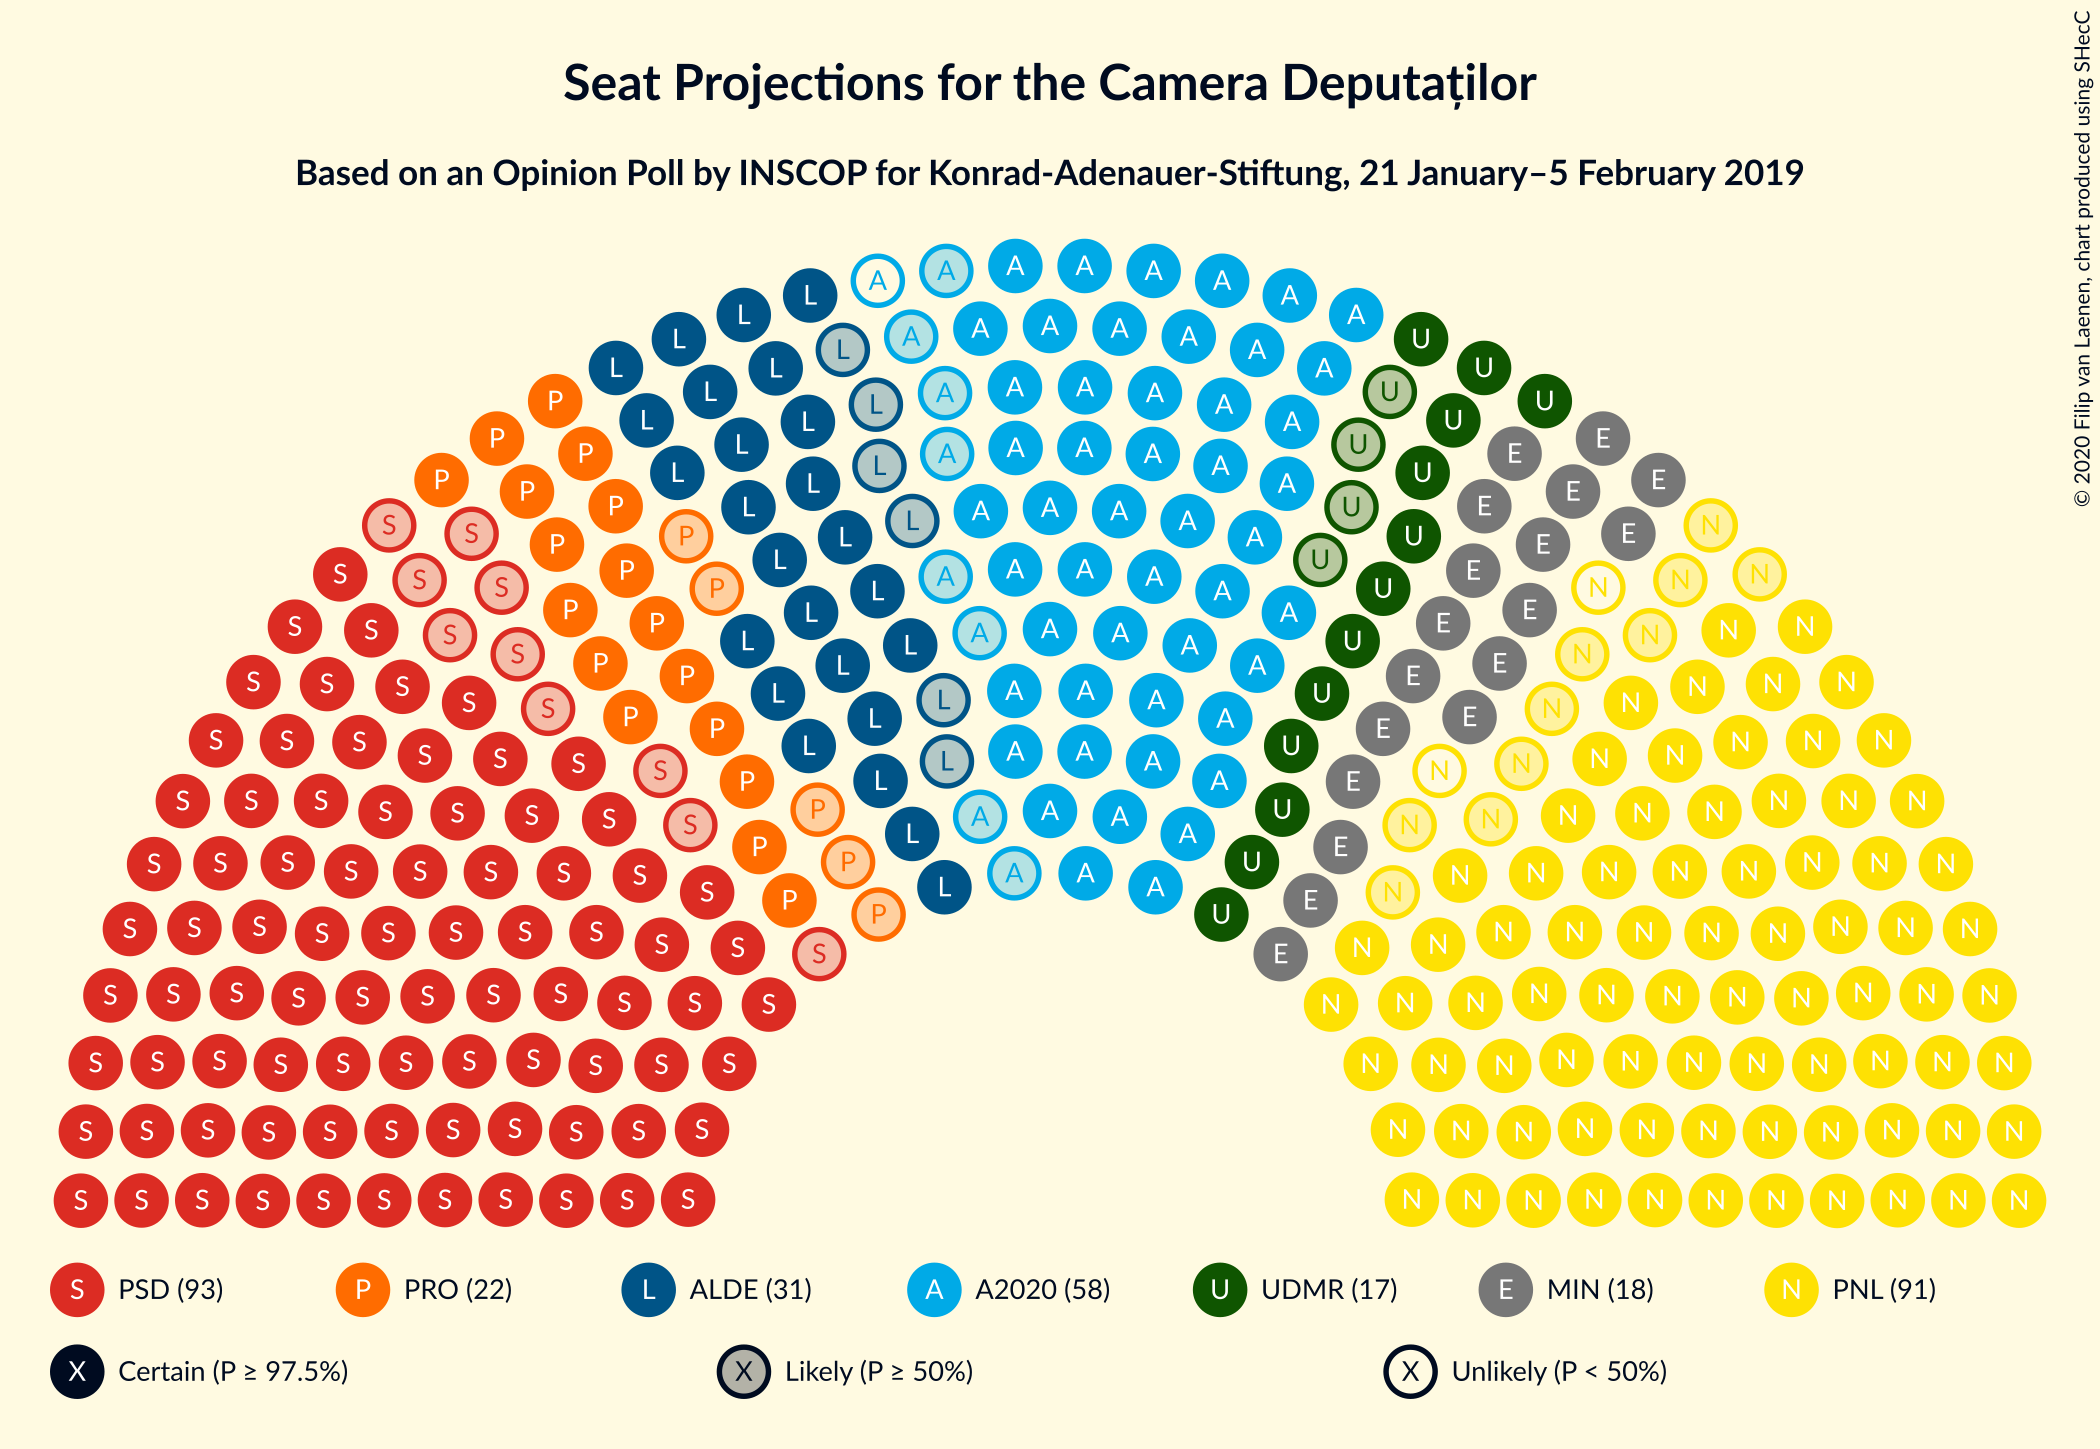 Seat Projections for the Camera Deputaților
Based on an Opinion Poll by INSCOP for Konrad-Adenauer-Stiftung, 21 January–5 February 2019
© 2020 Filip van Laenen, chart produced using SHecC
S PSD (93) P PRO (22) L ALDE (31) A A2020 (58) U UDMR (17) E MIN (18) N PNL (91)
X Certain (P ≥ 97.5%) X Likely (P ≥ 50%) X Unlikely (P < 50%)